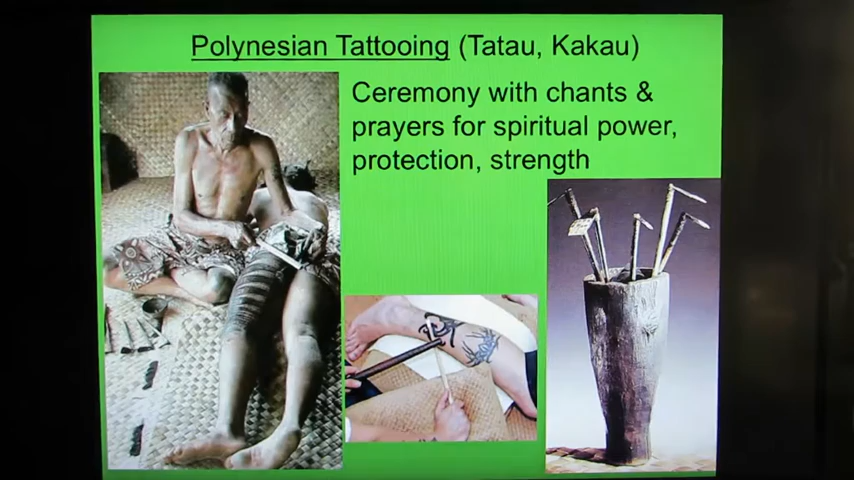 Polynesian Tattooing (Tatau, Kakau)
Ceremony with chants &
prayers for spiritual power,
protection, strength